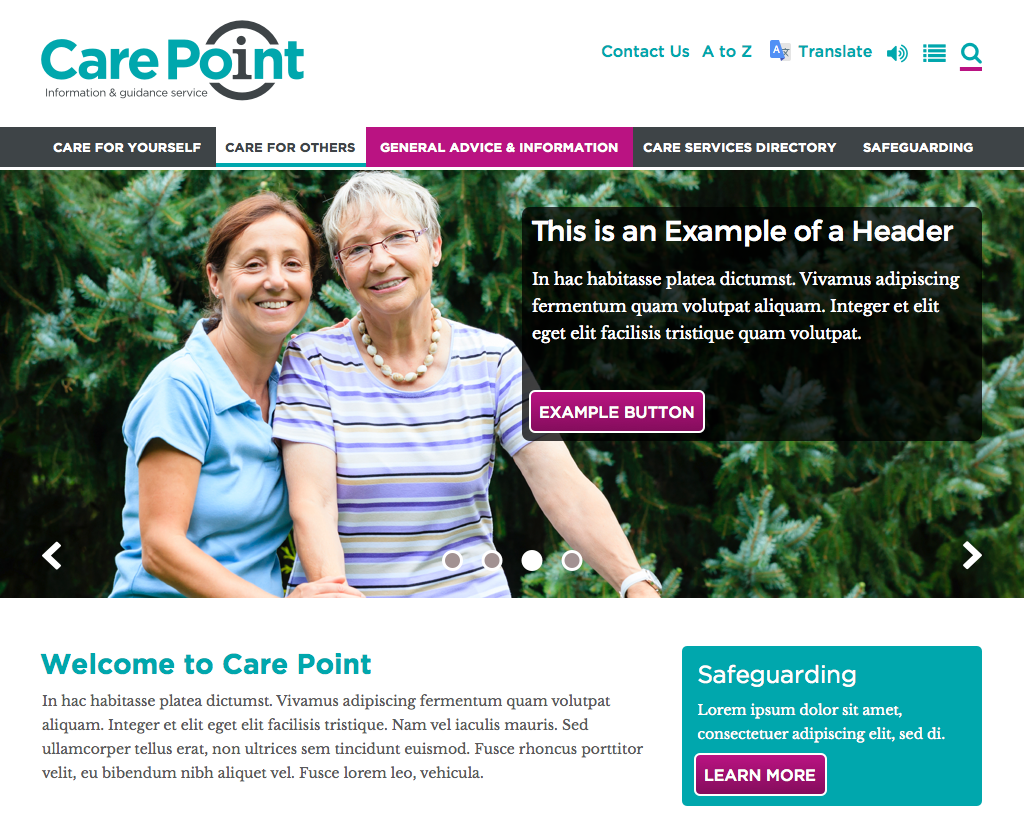 Care Point
Information & guidance service
Contact Us A to Z Translate
CARE FOR YOURSELF CARE FOR OTHERS GENERAL ADVICE & INFORMATION CARE SERVICES DIRECTORY SAFEGUARDING
This is an Example of a Header
In hac habitasse platea dictumst. Vivamus adipiscing
fermentum quam volutpat aliquam. Integer et elit
eget elit facilisis tristique quam volutpat.
EXAMPLE BUTTON
Welcome to Care Point
In hac habitasse platea dictumst. Vivamus adipiscing fermentum quam volutpat
aliquam. Integer et elit eget elit facilisis tristique. Nam vel iaculis mauris. Sed
ullamcorper tellus erat, non ultrices sem tincidunt euismod. Fusce rhoncus porttitor
velit, eu bibendum nibh aliquet vel. Fusce lorem leo, vehicula.
Safeguarding
Lorem ipsum dolor sit amet,
consectetuer adipiscing elit, sed di.
LEARN MORE